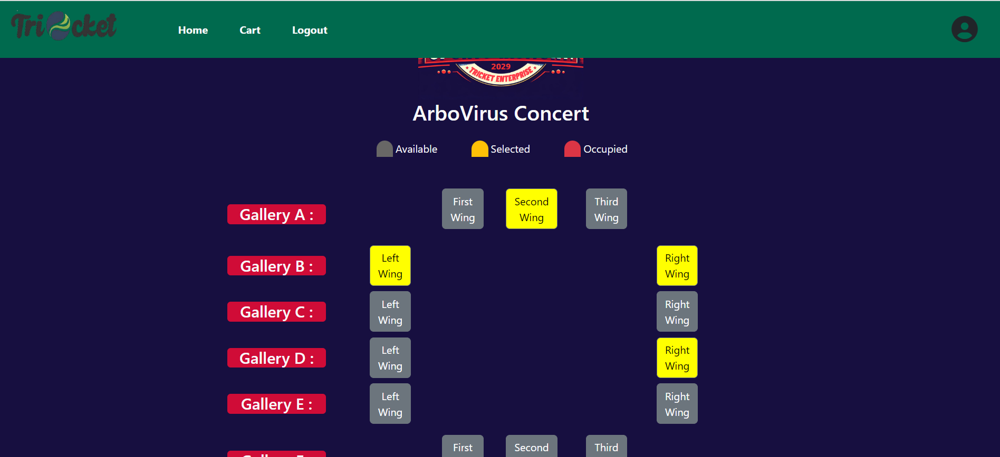 Tricket
Home Cart Logout
2029
TRICKET ENTERPRISE
ArboVirus Concert
Available Selected Occupied
First
Wing
Second
Wing
Third
Wing
Gallery A :
Left
Wing
Right
Wing
Gallery B :
Left
Wing
Right
Wing
Gallery C :
Left
Wing
Right
Wing
Gallery D :
Left
Wing
Right
Wing
Gallery E :
First Second Third